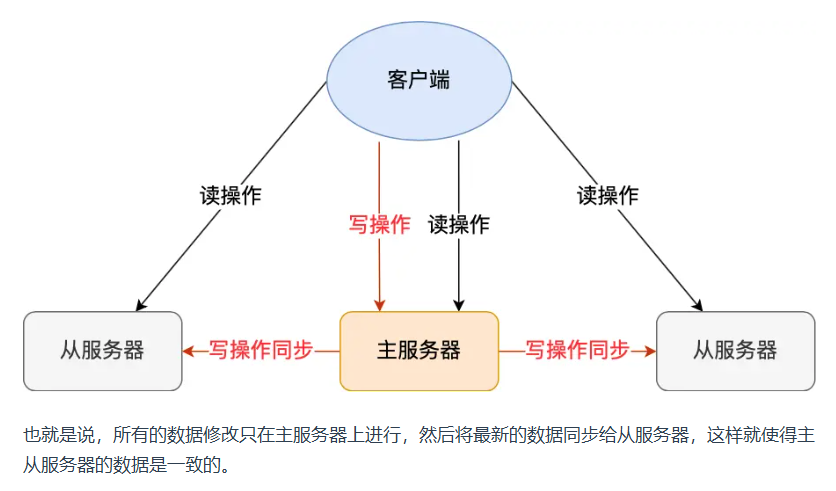 客户端
读操作
写操作
读操作
读操作
从服务器
写操作同步
主服务器
写操作同步
从服务器
也就是说，所有的数据修改只在主服务器上进行，然后将最新的数据同步给从服务器，这样就使得主
从服务器的数据是一致的。